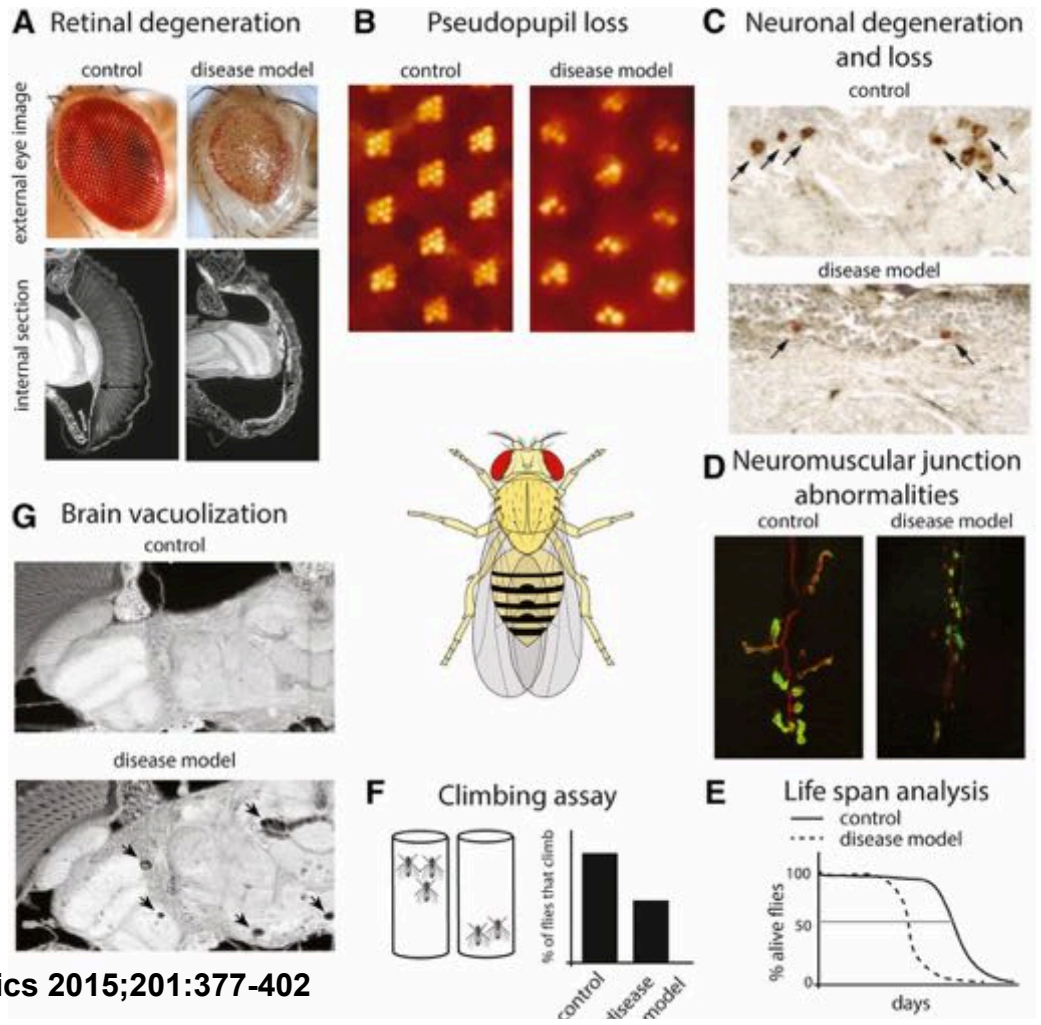 A Retinal degeneration
control disease model
external eye image
internal section
B Pseudopupil loss
control disease model
C Neuronal degeneration
and loss
control
disease model
D Neuromuscular junction
abnormalities
control disease model
G Brain vacuolization
control
disease model
F Climbing assay
% of flies that climb
control
disease
model
E Life span analysis
control
disease model
% alive flies
100
50
0
days
ics 2015;201:377-402